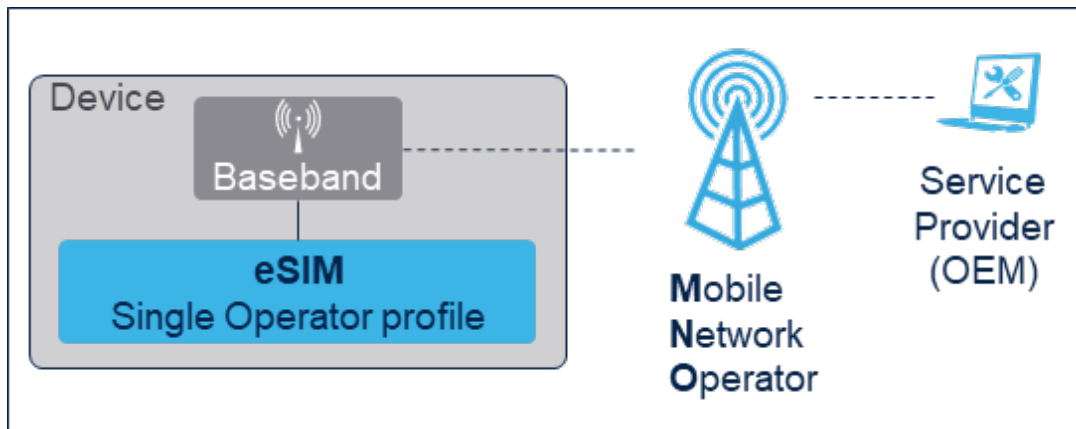 Device
Baseband
eSIM
Single Operator profile
Mobile
Network
Operator
Service
Provider
(OEM)